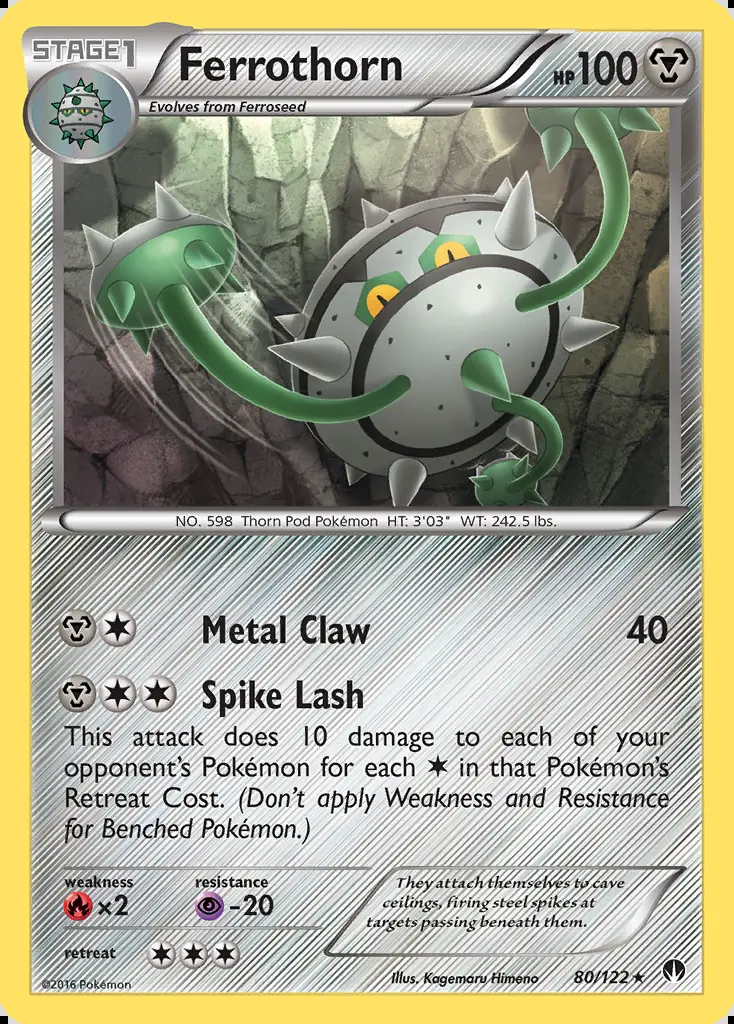 STAGE1
Ferrothorn
HP100
Evolves from Ferroseed
NO. 598 Thorn Pod Pokémon HT: 3'03" WT: 242.5 lbs.
Metal Claw 40
Spike Lash
This attack does 10 damage to each of your
opponent's Pokémon for each in that Pokémon's
Retreat Cost. (Don't apply Weakness and Resistance
for Benched Pokémon.)
weakness resistance
×2 -20
They attach themselves to cave
ceilings, firing steel spikes at
targets passing beneath them.
retreat
©2016 Pokémon
Illus. Kagemaru Himeno 80/122★